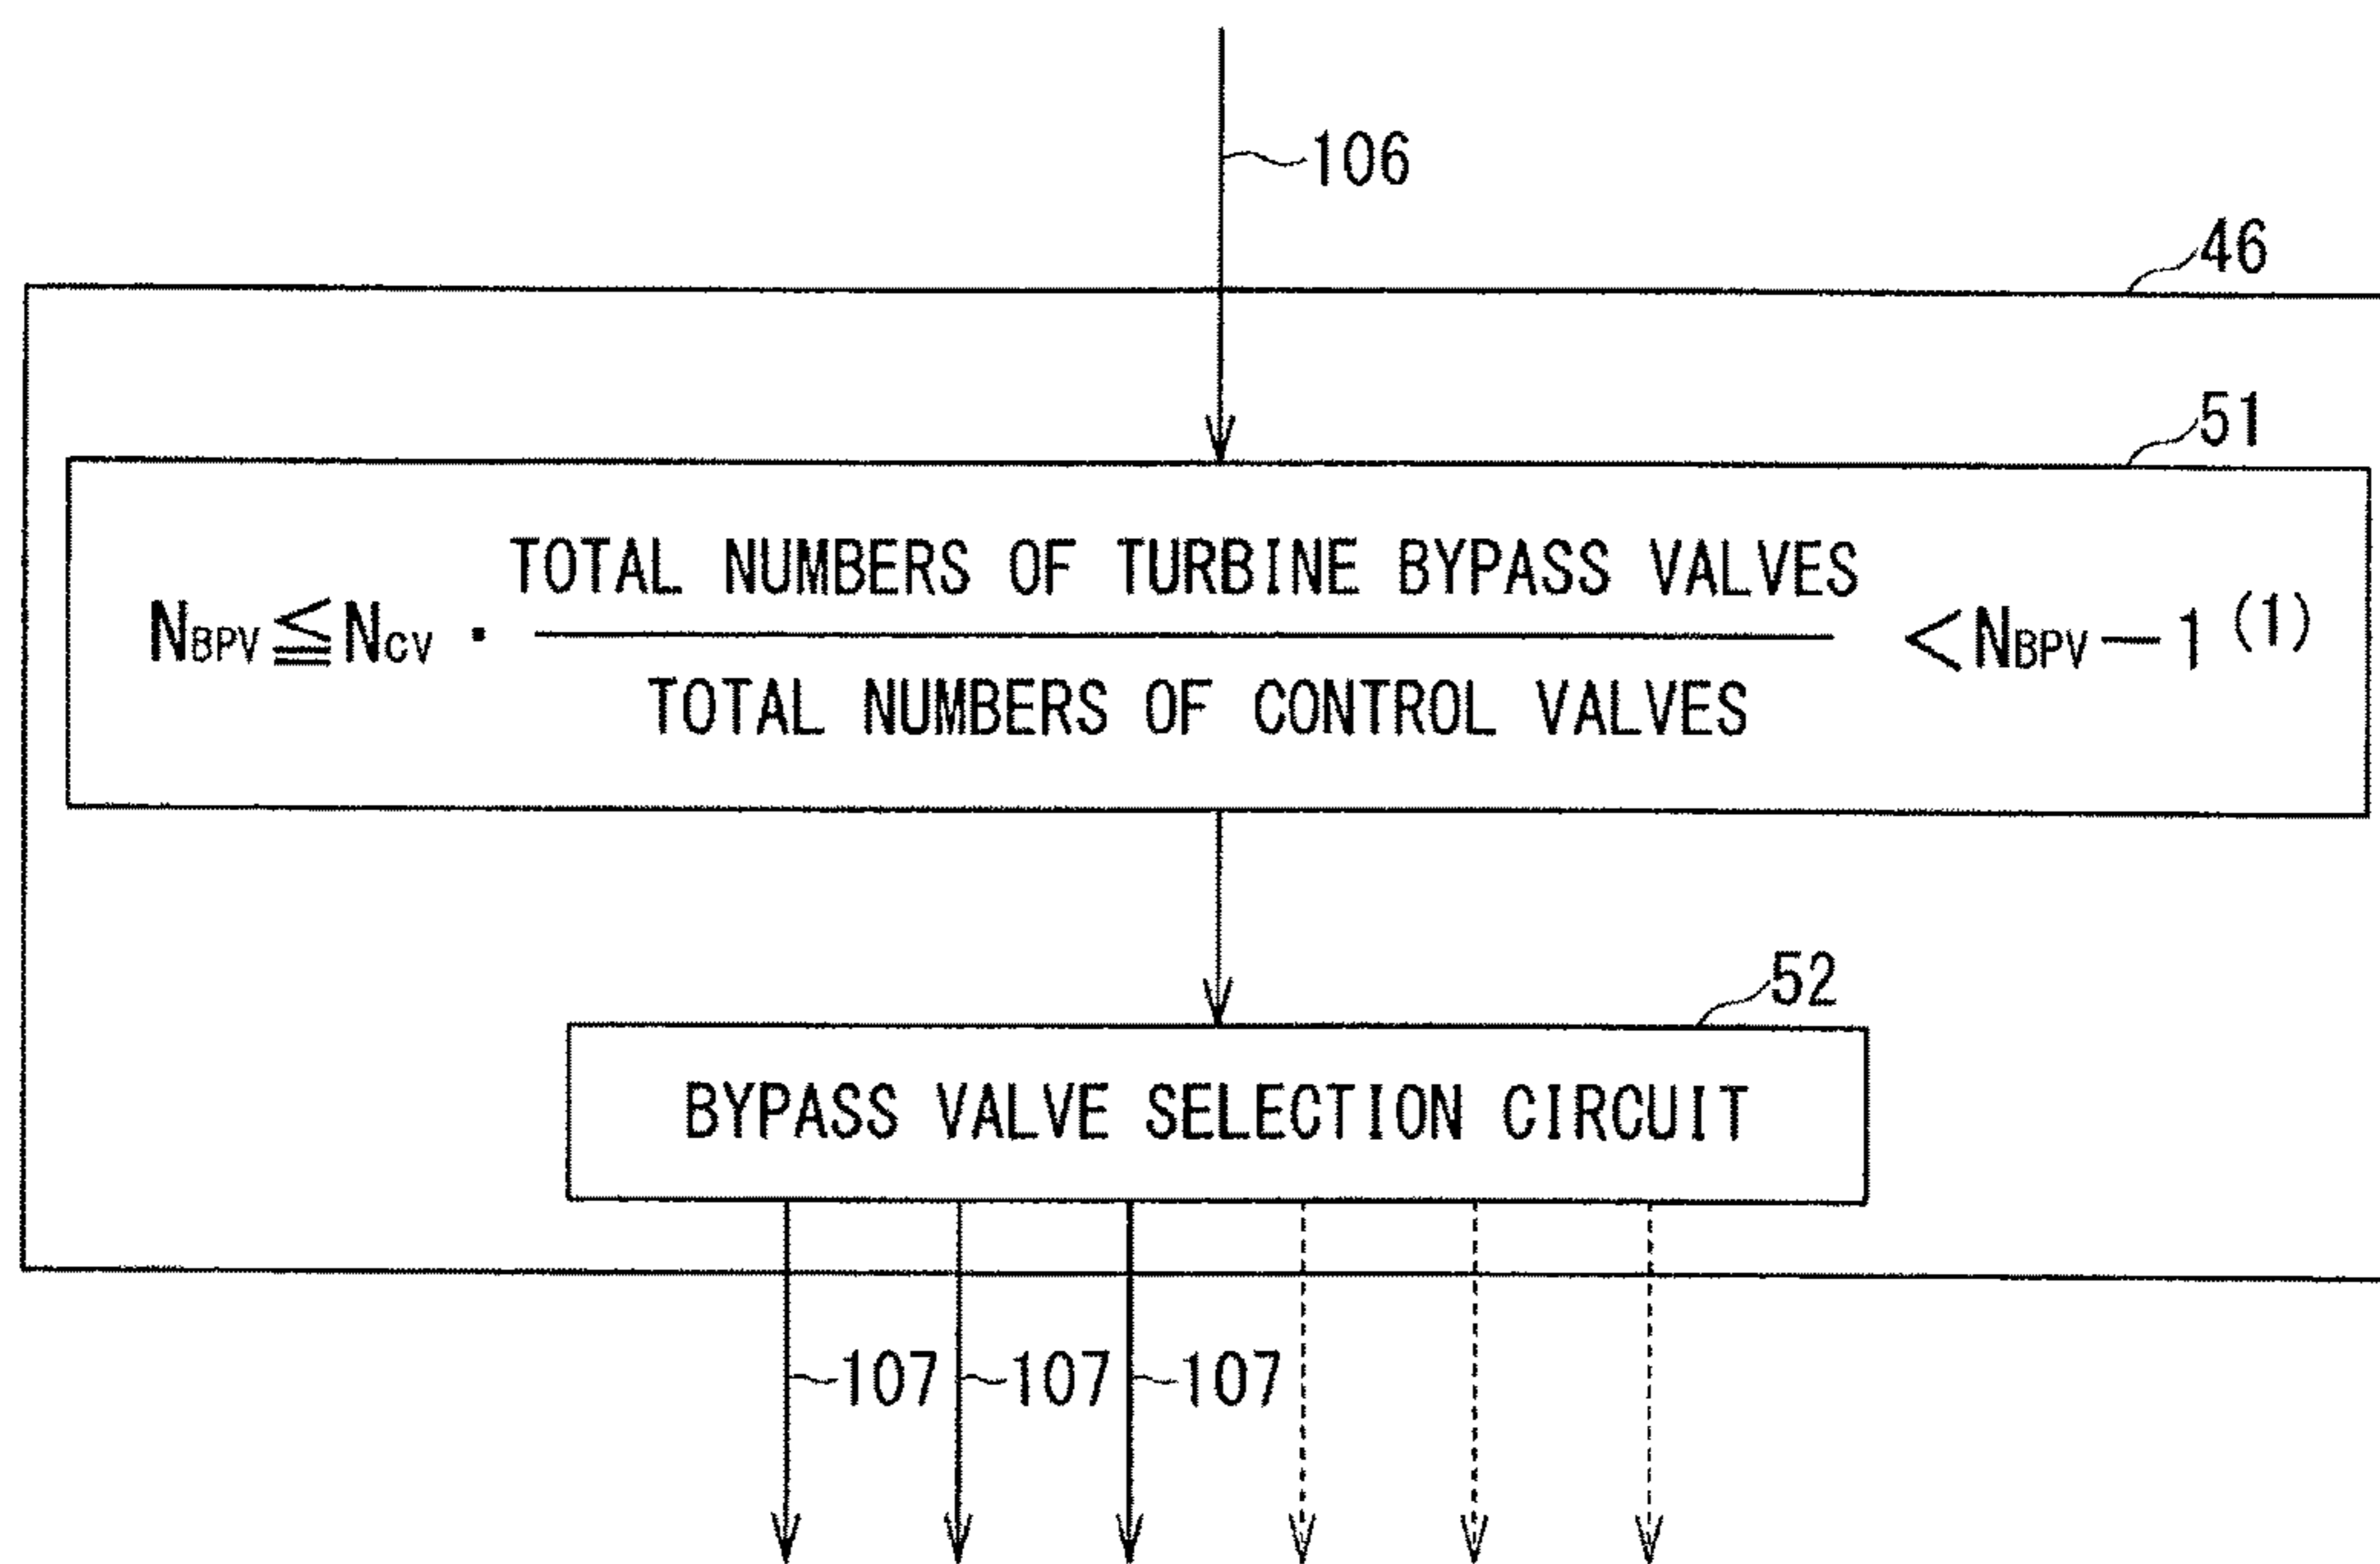 106
46
51
TOTAL NUMBERS OF TURBINE BYPASS VALVES
NBPV ≦ NCV · < NBPV − 1 (1)
TOTAL NUMBERS OF CONTROL VALVES
52
BYPASS VALVE SELECTION CIRCUIT
107 107 107